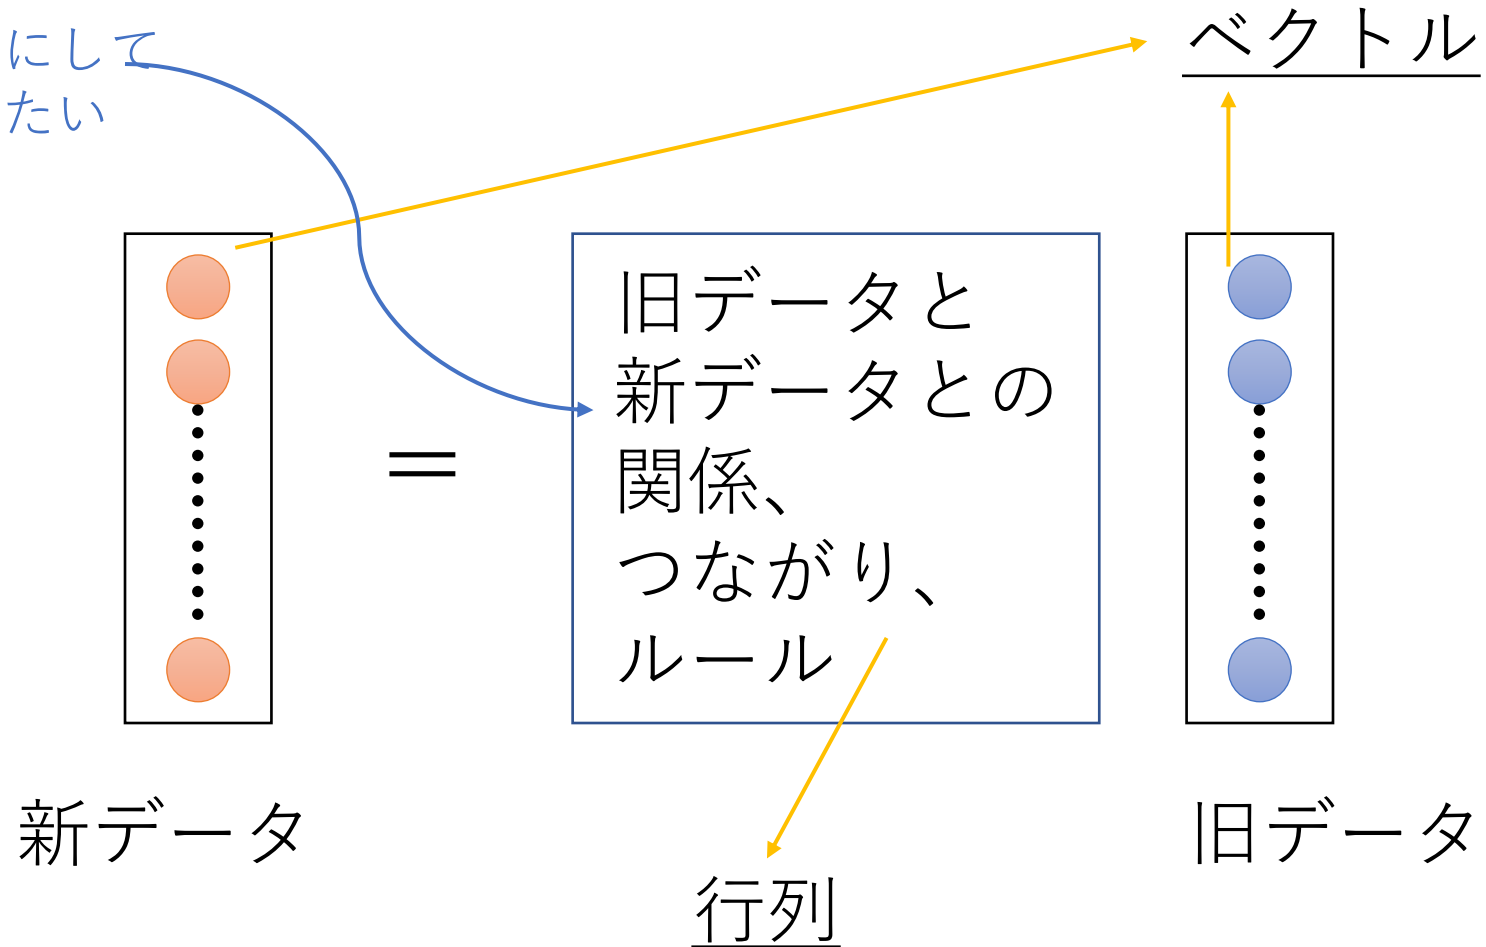 にして
たい
ベクトル
旧データと
新データとの
関係、
つながり、
ルール
=
新データ
旧データ
行列